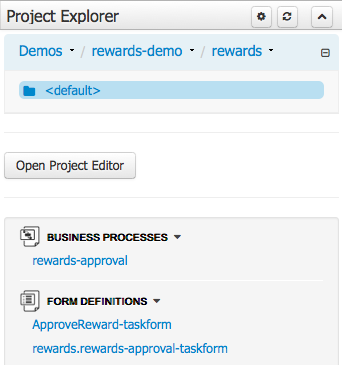 Project Explorer
Demos / rewards-demo / rewards
<default>
Open Project Editor
BUSINESS PROCESSES
rewards-approval
FORM DEFINITIONS
ApproveReward-taskform
rewards.rewards-approval-taskform